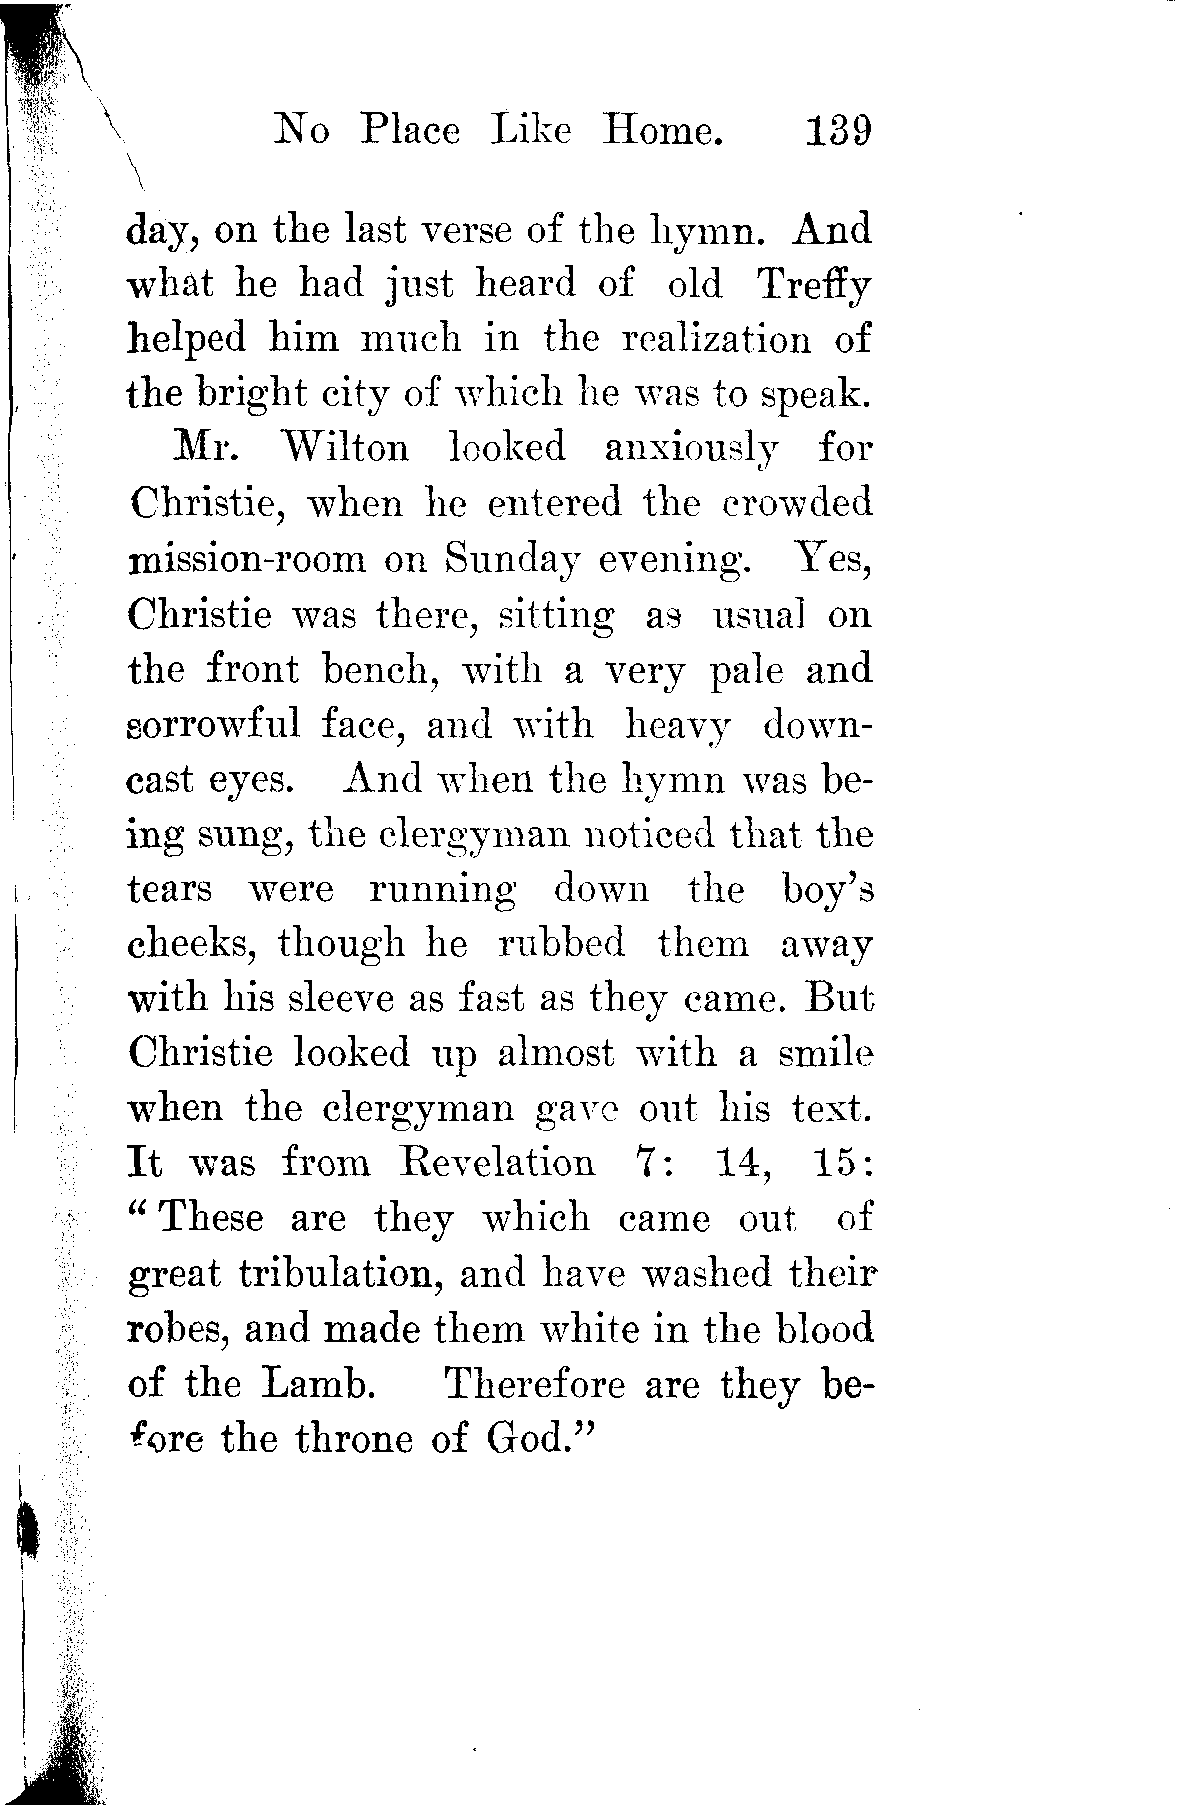 No Place Like Home. 139
day, on the last verse of the hymn. And
what he had just heard of old Treffy
helped him much in the realization of
the bright city of which he was to speak.
Mr. Wilton looked anxiously for
Christie, when he entered the crowded
mission-room on Sunday evening. Yes,
Christie was there, sitting as usual on
the front bench, with a very pale and
sorrowful face, and with heavy down-
cast eyes. And when the hymn was be-
ing sung, the clergyman noticed that the
tears were running down the boy's
cheeks, though he rubbed them away
with his sleeve as fast as they came. But
Christie looked up almost with a smile
when the clergyman gave out his text.
It was from Revelation 7: 14, 15:
“These are they which came out of
great tribulation, and have washed their
robes, and made them white in the blood
of the Lamb. Therefore are they be-
fore the throne of God.”